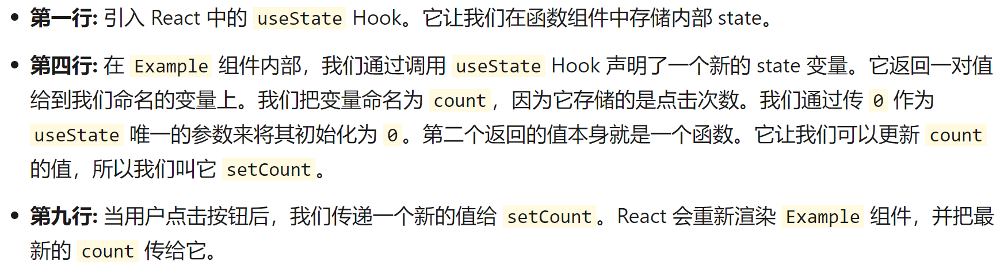 第一行: 引入 React 中的 useState Hook。它让我们在函数组件中存储内部 state。
第四行: 在 Example 组件内部，我们通过调用 useState Hook 声明了一个新的 state 变量。它返回一对值
给到我们命名的变量上。我们把变量命名为 count，因为它存储的是点击次数。我们通过传 0 作为
useState 唯一的参数来将其初始化为 0。第二个返回的值本身就是一个函数。它让我们可以更新 count
的值，所以我们叫它 setCount。
第九行: 当用户点击按钮后，我们传递一个新的值给 setCount。React 会重新渲染 Example 组件，并把最
新的 count 传给它。